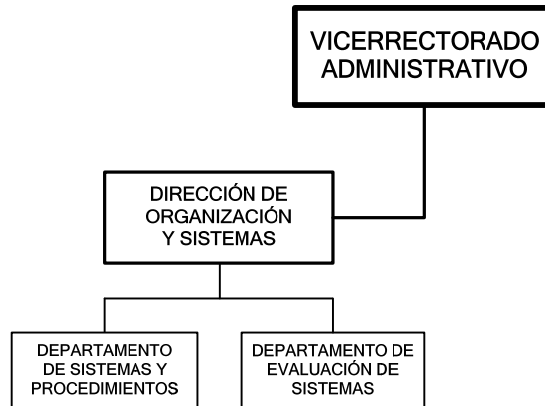 VICERRECTORADO
ADMINISTRATIVO
DIRECCIÓN DE
ORGANIZACIÓN
Y SISTEMAS
DEPARTAMENTO
DE SISTEMAS Y
PROCEDIMIENTOS
DEPARTAMENTO DE
EVALUACIÓN DE
SISTEMAS